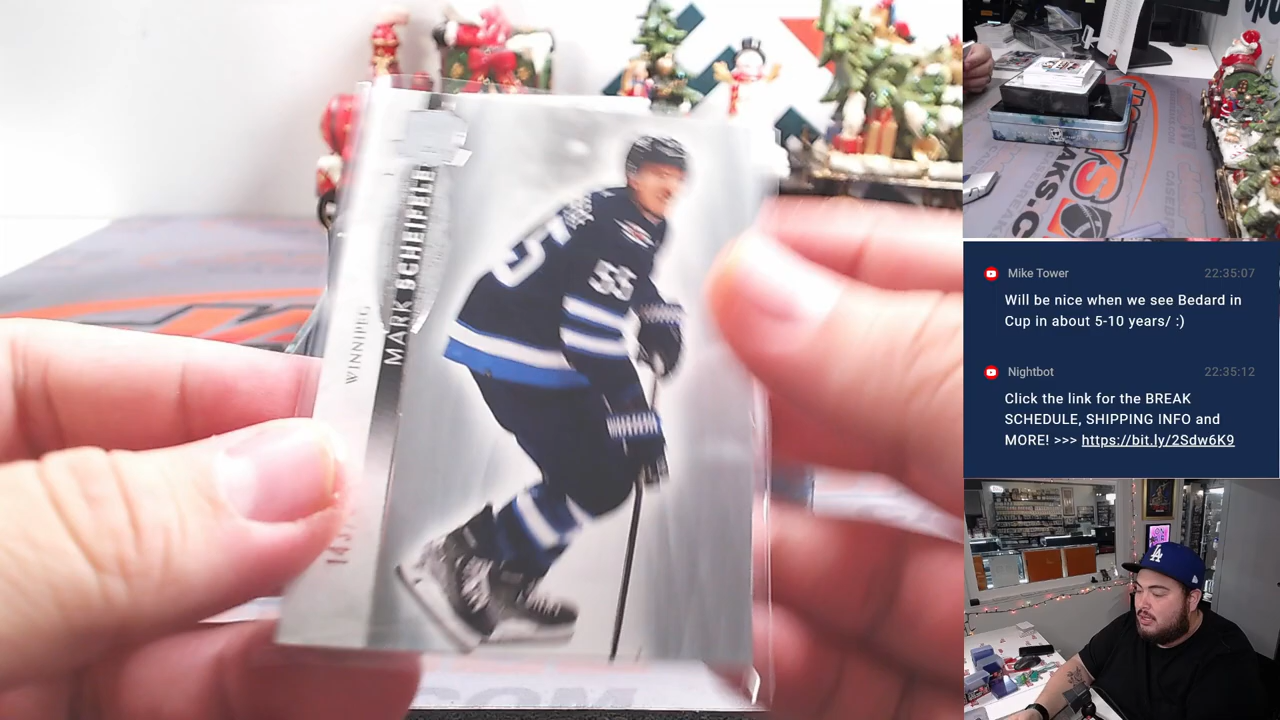 MARK SCHEIFELE
WINNIPEG
55
Mike Tower
22:35:07
Will be nice when we see Bedard in
Cup in about 5-10 years/ :)
Nightbot
22:35:12
Click the link for the BREAK
SCHEDULE, SHIPPING INFO and
MORE! >>> https://bit.ly/2Sdw6K9
LA